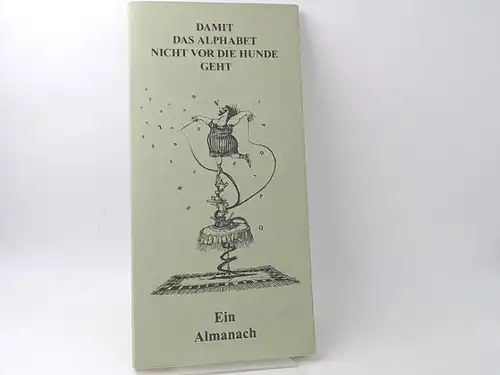 DAMIT
DAS ALPHABET
NICHT VOR DIE HUNDE
GEHT
Ein
Almanach